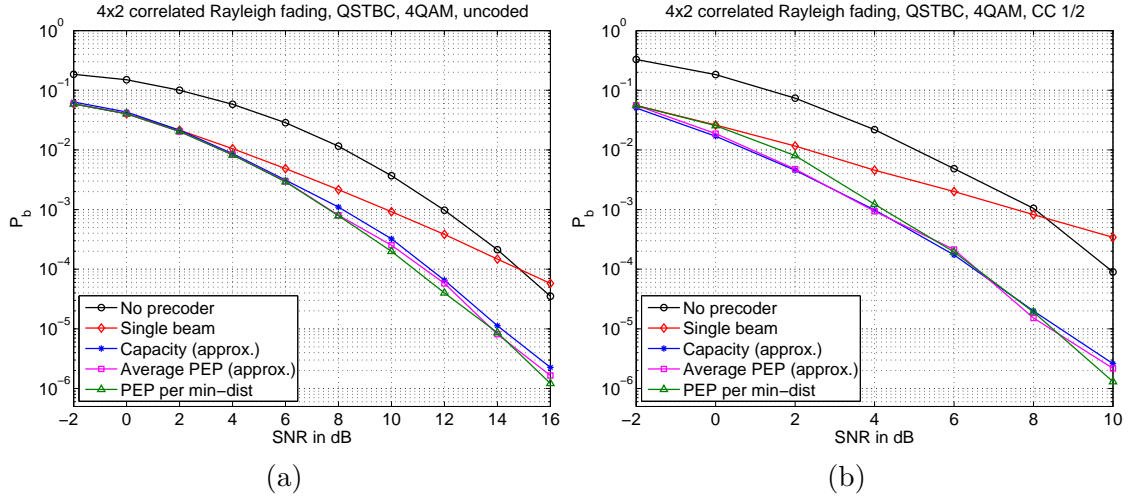 4x2 correlated Rayleigh fading, QSTBC, 4QAM, uncoded
10^0
10^-1
10^-2
10^-3
10^-4
10^-5
10^-6
P_b
No precoder
Single beam
Capacity (approx.)
Average PEP (approx.)
PEP per min-dist
-2 0 2 4 6 8 10 12 14 16
SNR in dB
(a)
4x2 correlated Rayleigh fading, QSTBC, 4QAM, CC 1/2
10^0
10^-1
10^-2
10^-3
10^-4
10^-5
10^-6
P_b
No precoder
Single beam
Capacity (approx.)
Average PEP (approx.)
PEP per min-dist
-2 0 2 4 6 8 10
SNR in dB
(b)